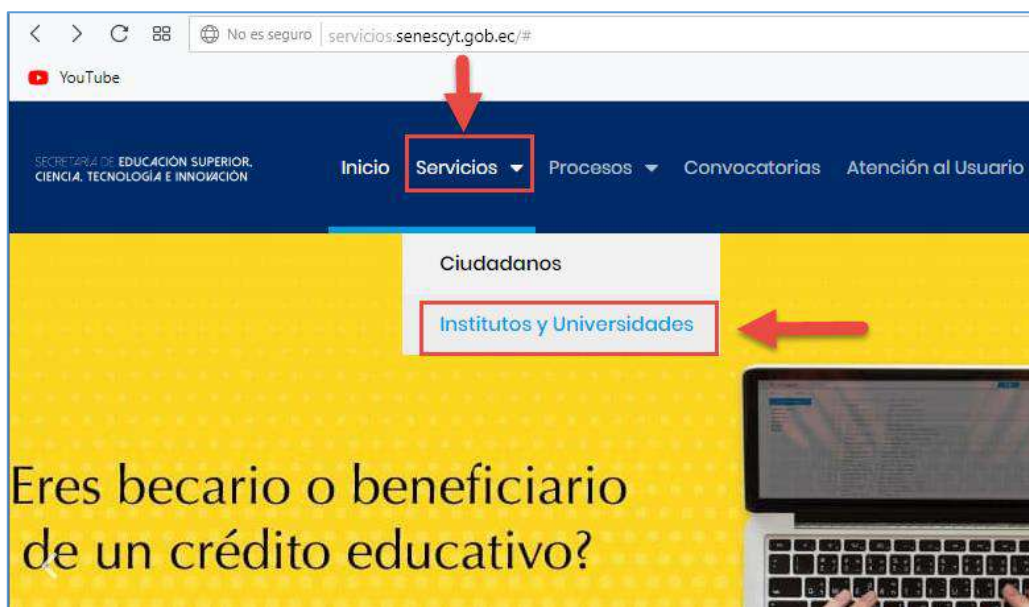 No es seguro servicios.senescyt.gob.ec/#
YouTube
SECRETARÍA DE EDUCACIÓN SUPERIOR,
CIENCIA, TECNOLOGÍA E INNOVACIÓN
Inicio Servicios Procesos Convocatorias Atención al Usuario
Ciudadanos
Institutos y Universidades
Eres becario o beneficiario
de un crédito educativo?